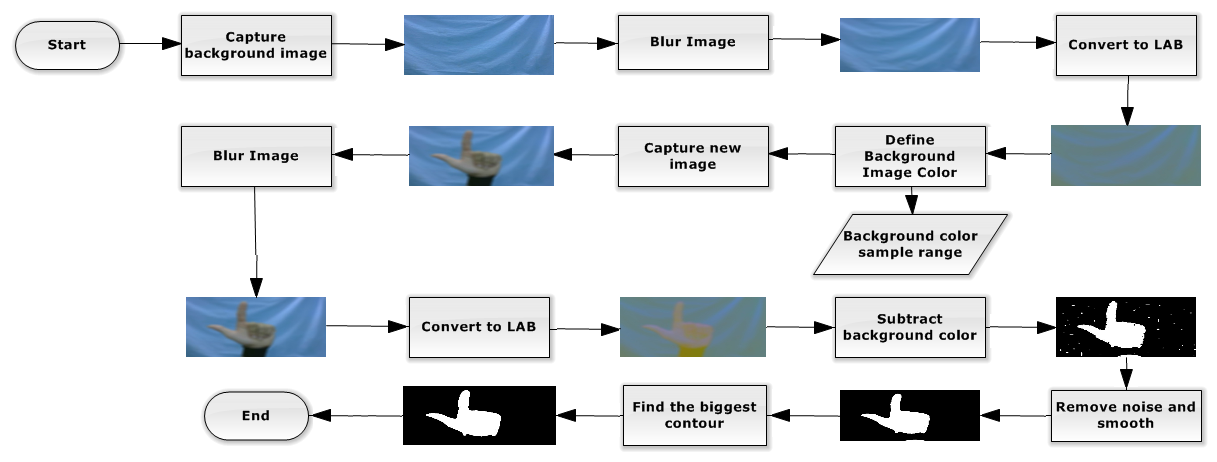 Start
Capture
background image
Blur Image
Convert to LAB
Define
Background
Image Color
Background color
sample range
Capture new
image
Blur Image
Convert to LAB
Subtract
background color
Remove noise and
smooth
Find the biggest
contour
End